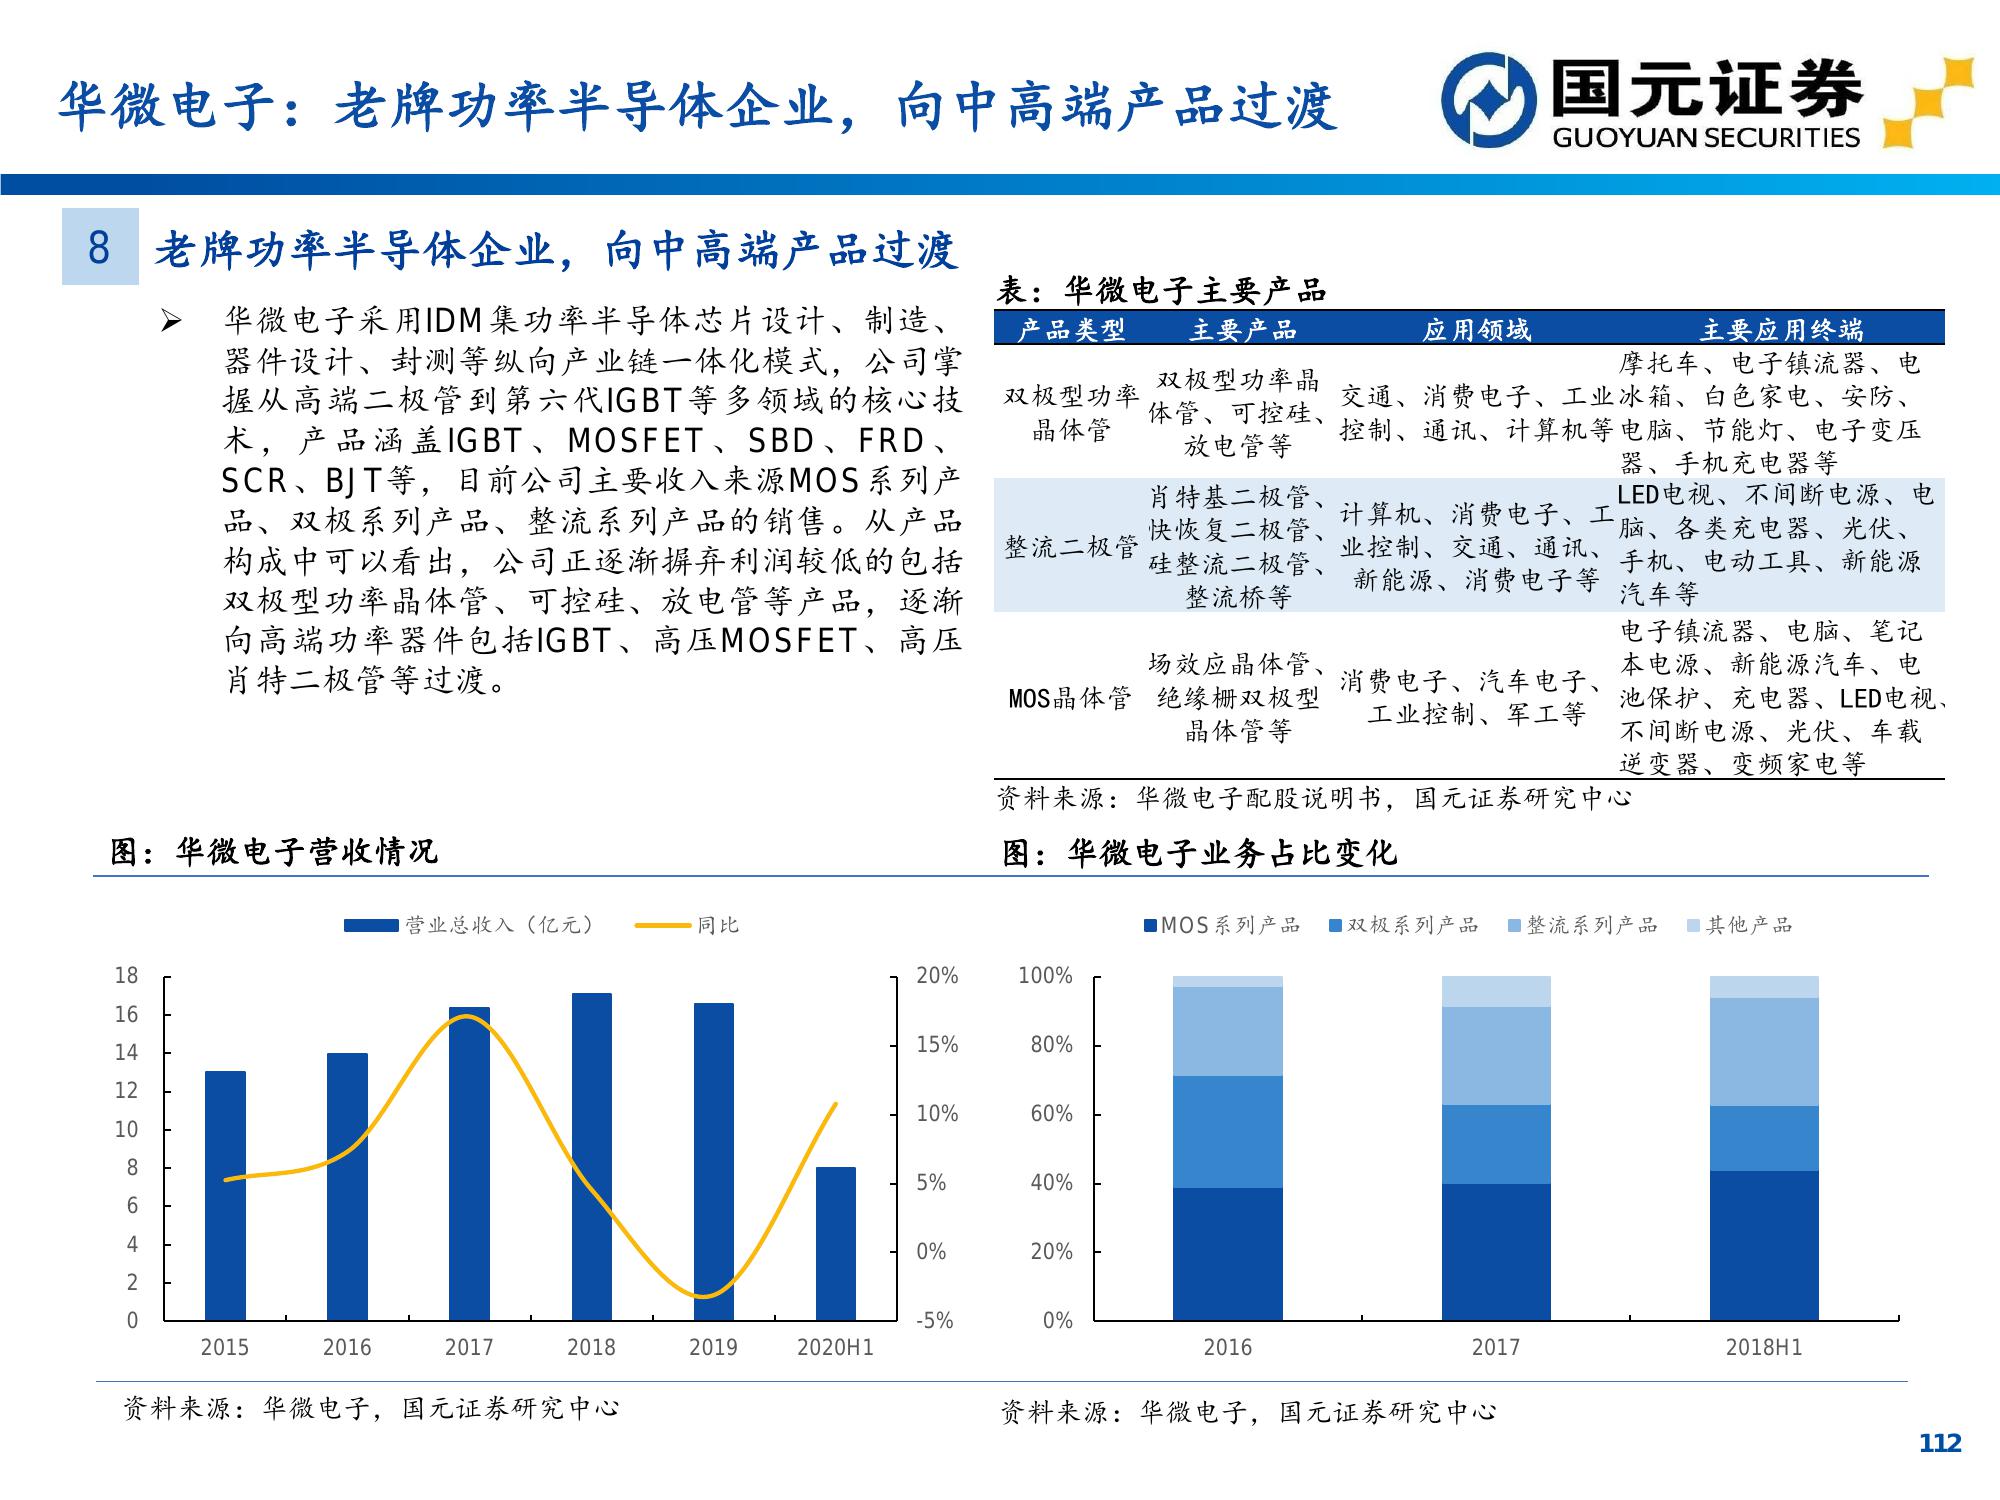 华微电子：老牌功率半导体企业，向中高端产品过渡
国元证券
GUOYUAN SECURITIES
8
老牌功率半导体企业，向中高端产品过渡
➢ 华微电子采用IDM集功率半导体芯片设计、制造、
器件设计、封测等纵向产业链一体化模式，公司掌
握从高端二极管到第六代IGBT等多领域的核心技
术，产品涵盖IGBT、MOSFET、SBD、FRD、
SCR、BJT等，目前公司主要收入来源MOS系列产
品、双极系列产品、整流系列产品的销售。从产品
构成中可以看出，公司正逐渐摒弃利润较低的包括
双极型功率晶体管、可控硅、放电管等产品，逐渐
向高端功率器件包括IGBT、高压MOSFET、高压
肖特二极管等过渡。
表：华微电子主要产品
产品类型 主要产品 应用领域 主要应用终端
双极型功率
晶体管
双极型功率晶
体管、可控硅、
放电管等
交通、消费电子、工业
控制、通讯、计算机等
摩托车、电子镇流器、电
冰箱、白色家电、安防、
电脑、节能灯、电子变压
器、手机充电器等
整流二极管
肖特基二极管、
快恢复二极管、
硅整流二极管、
整流桥等
计算机、消费电子、工
业控制、交通、通讯、
新能源、消费电子等
LED电视、不间断电源、电
脑、各类充电器、光伏、
手机、电动工具、新能源
汽车等
MOS晶体管
场效应晶体管、
绝缘栅双极型
晶体管等
消费电子、汽车电子、
工业控制、军工等
电子镇流器、电脑、笔记
本电源、新能源汽车、电
池保护、充电器、LED电视、
不间断电源、光伏、车载
逆变器、变频家电等
资料来源：华微电子配股说明书，国元证券研究中心
图：华微电子营收情况
营业总收入（亿元） 同比
18
16
14
12
10
8
6
4
2
0
20%
15%
10%
5%
0%
-5%
2015 2016 2017 2018 2019 2020H1
资料来源：华微电子，国元证券研究中心
图：华微电子业务占比变化
MOS系列产品 双极系列产品 整流系列产品 其他产品
100%
80%
60%
40%
20%
0%
2016 2017 2018H1
资料来源：华微电子，国元证券研究中心
112